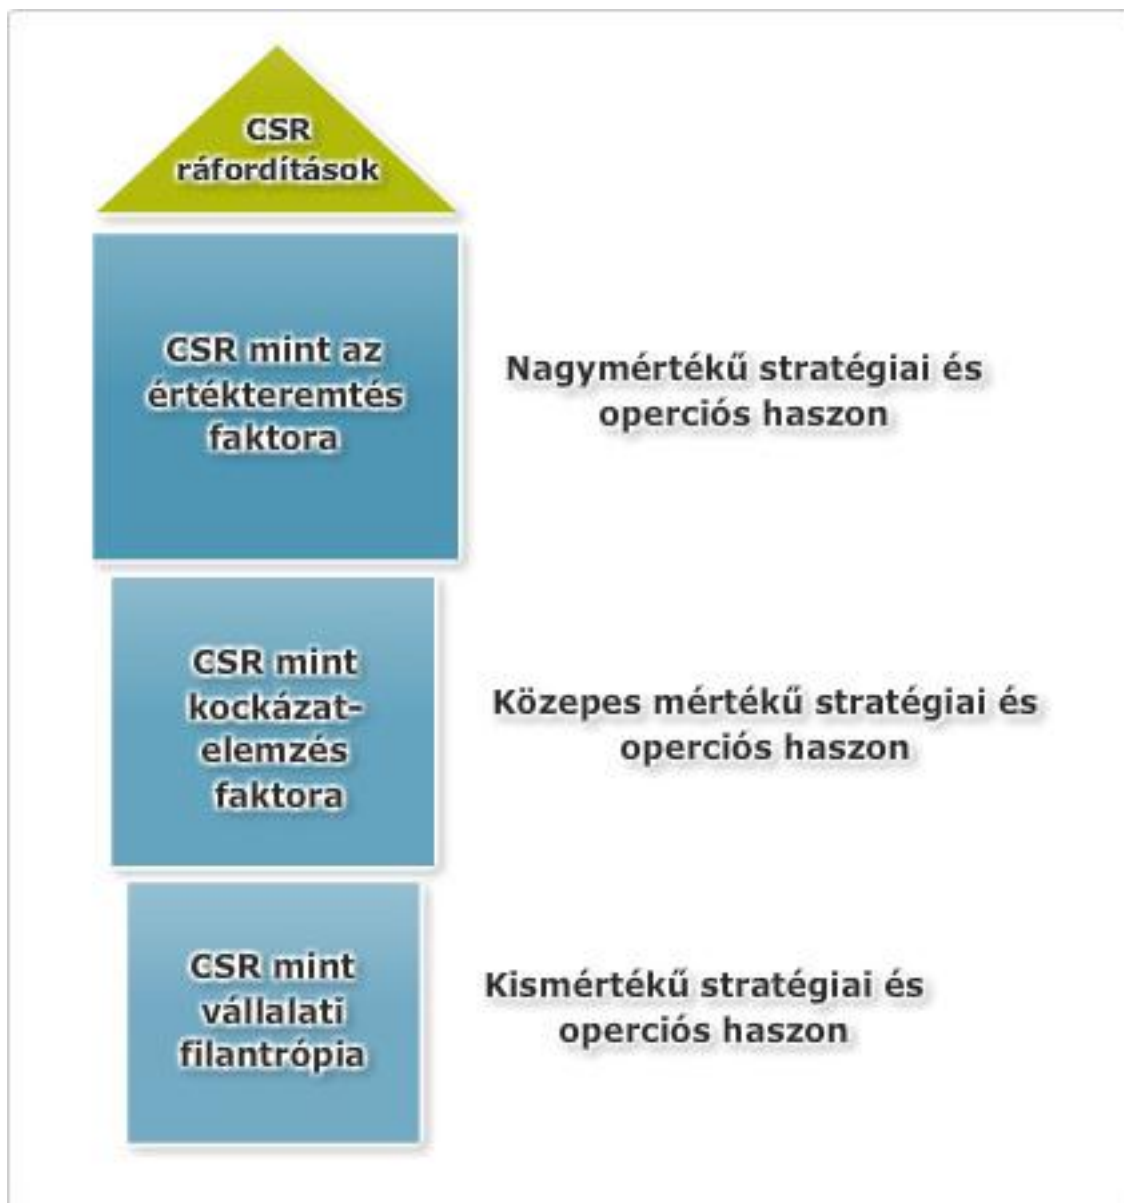 CSR
ráfordítások
CSR mint az
értékteremtés
faktora
Nagymértékű stratégiai és
operciós haszon
CSR mint
kockázat-
elemzés
faktora
Közepes mértékű stratégiai és
operciós haszon
CSR mint
vállalati
filantrópia
Kismértékű stratégiai és
operciós haszon